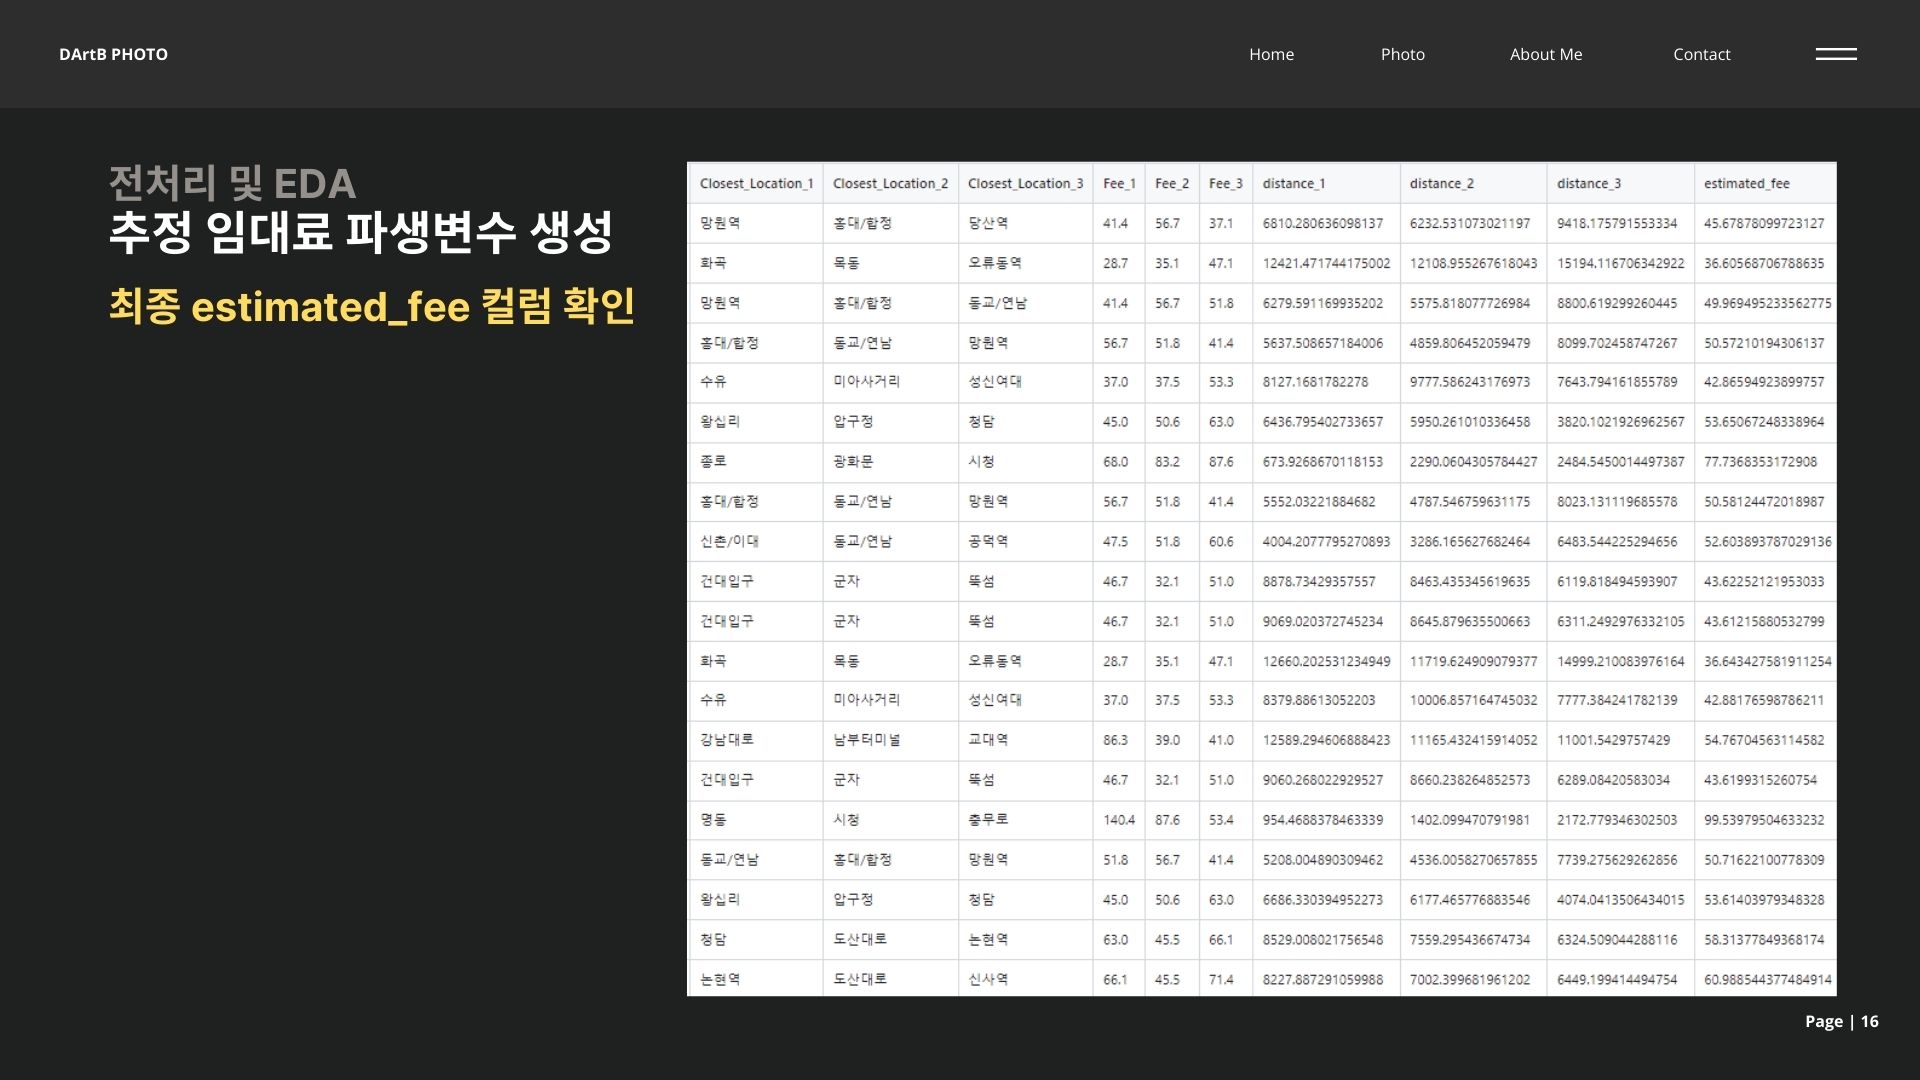 DArtB PHOTO Home Photo About Me Contact
전처리 및 EDA
추정 임대료 파생변수 생성
최종 estimated_fee 컬럼 확인
Closest_Location_1 Closest_Location_2 Closest_Location_3 Fee_1 Fee_2 Fee_3 distance_1 distance_2 distance_3 estimated_fee
망원역 홍대/합정 당산역 41.4 56.7 37.1 6810.280636098137 6232.531073021197 9418.175791553334 45.67878099723127
화곡 목동 오류동역 28.7 35.1 47.1 12421.471744175002 12108.955267618043 15194.116706342922 36.60568706788635
망원역 홍대/합정 동교/연남 41.4 56.7 51.8 6279.591169935202 5575.818077726984 8800.619299260445 49.969495233562775
홍대/합정 동교/연남 망원역 56.7 51.8 41.4 5637.508657184006 4859.806452059479 8099.702458747267 50.57210194306137
수유 미아사거리 성신여대 37.0 37.5 53.3 8127.1681782278 9777.586243176973 7643.794161855789 42.86594923899757
왕십리 압구정 청담 45.0 50.6 63.0 6436.795402733657 5950.261010336458 3820.1021926962567 53.65067248338964
종로 광화문 시청 68.0 83.2 87.6 673.9268670118153 2290.0604305784427 2484.5450014497387 77.7368353172908
홍대/합정 동교/연남 망원역 56.7 51.8 41.4 5552.03221884682 4787.546759631175 8023.131119685578 50.58124472018987
신촌/이대 동교/연남 공덕역 47.5 51.8 60.6 4004.2077795270893 3286.165627682464 6483.544225294656 52.603893787029136
건대입구 군자 뚝섬 46.7 32.1 51.0 8878.73429357557 8463.435345619635 6119.818494593907 43.62252121953033
건대입구 군자 뚝섬 46.7 32.1 51.0 9069.020372745234 8645.879635500663 6311.2492976332105 43.61215880532799
화곡 목동 오류동역 28.7 35.1 47.1 12660.202531234949 11719.624909079377 14999.210083976164 36.643427581911254
수유 미아사거리 성신여대 37.0 37.5 53.3 8379.88613052203 10006.857164745032 7777.384241782139 42.88176598786211
강남대로 남부터미널 교대역 86.3 39.0 41.0 12589.294606888423 11165.432415914052 11001.5429757429 54.76704563114582
건대입구 군자 뚝섬 46.7 32.1 51.0 9060.268022929527 8660.238264852573 6289.08420583034 43.6199315260754
명동 시청 충무로 140.4 87.6 53.4 954.4688378463339 1402.099470791981 2172.779346302503 99.53979504633232
동교/연남 홍대/합정 망원역 51.8 56.7 41.4 5208.004890309462 4536.0058270657855 7739.275629262856 50.71622100778309
왕십리 압구정 청담 45.0 50.6 63.0 6686.330394952273 6177.465776883546 4074.0413506434015 53.61403979348328
청담 도산대로 논현역 63.0 45.5 66.1 8529.008021756548 7559.295436674734 6324.509044288116 58.31377849368174
논현역 도산대로 신사역 66.1 45.5 71.4 8227.887291059988 7002.399681961202 6449.199414494754 60.988544377484914
Page | 16